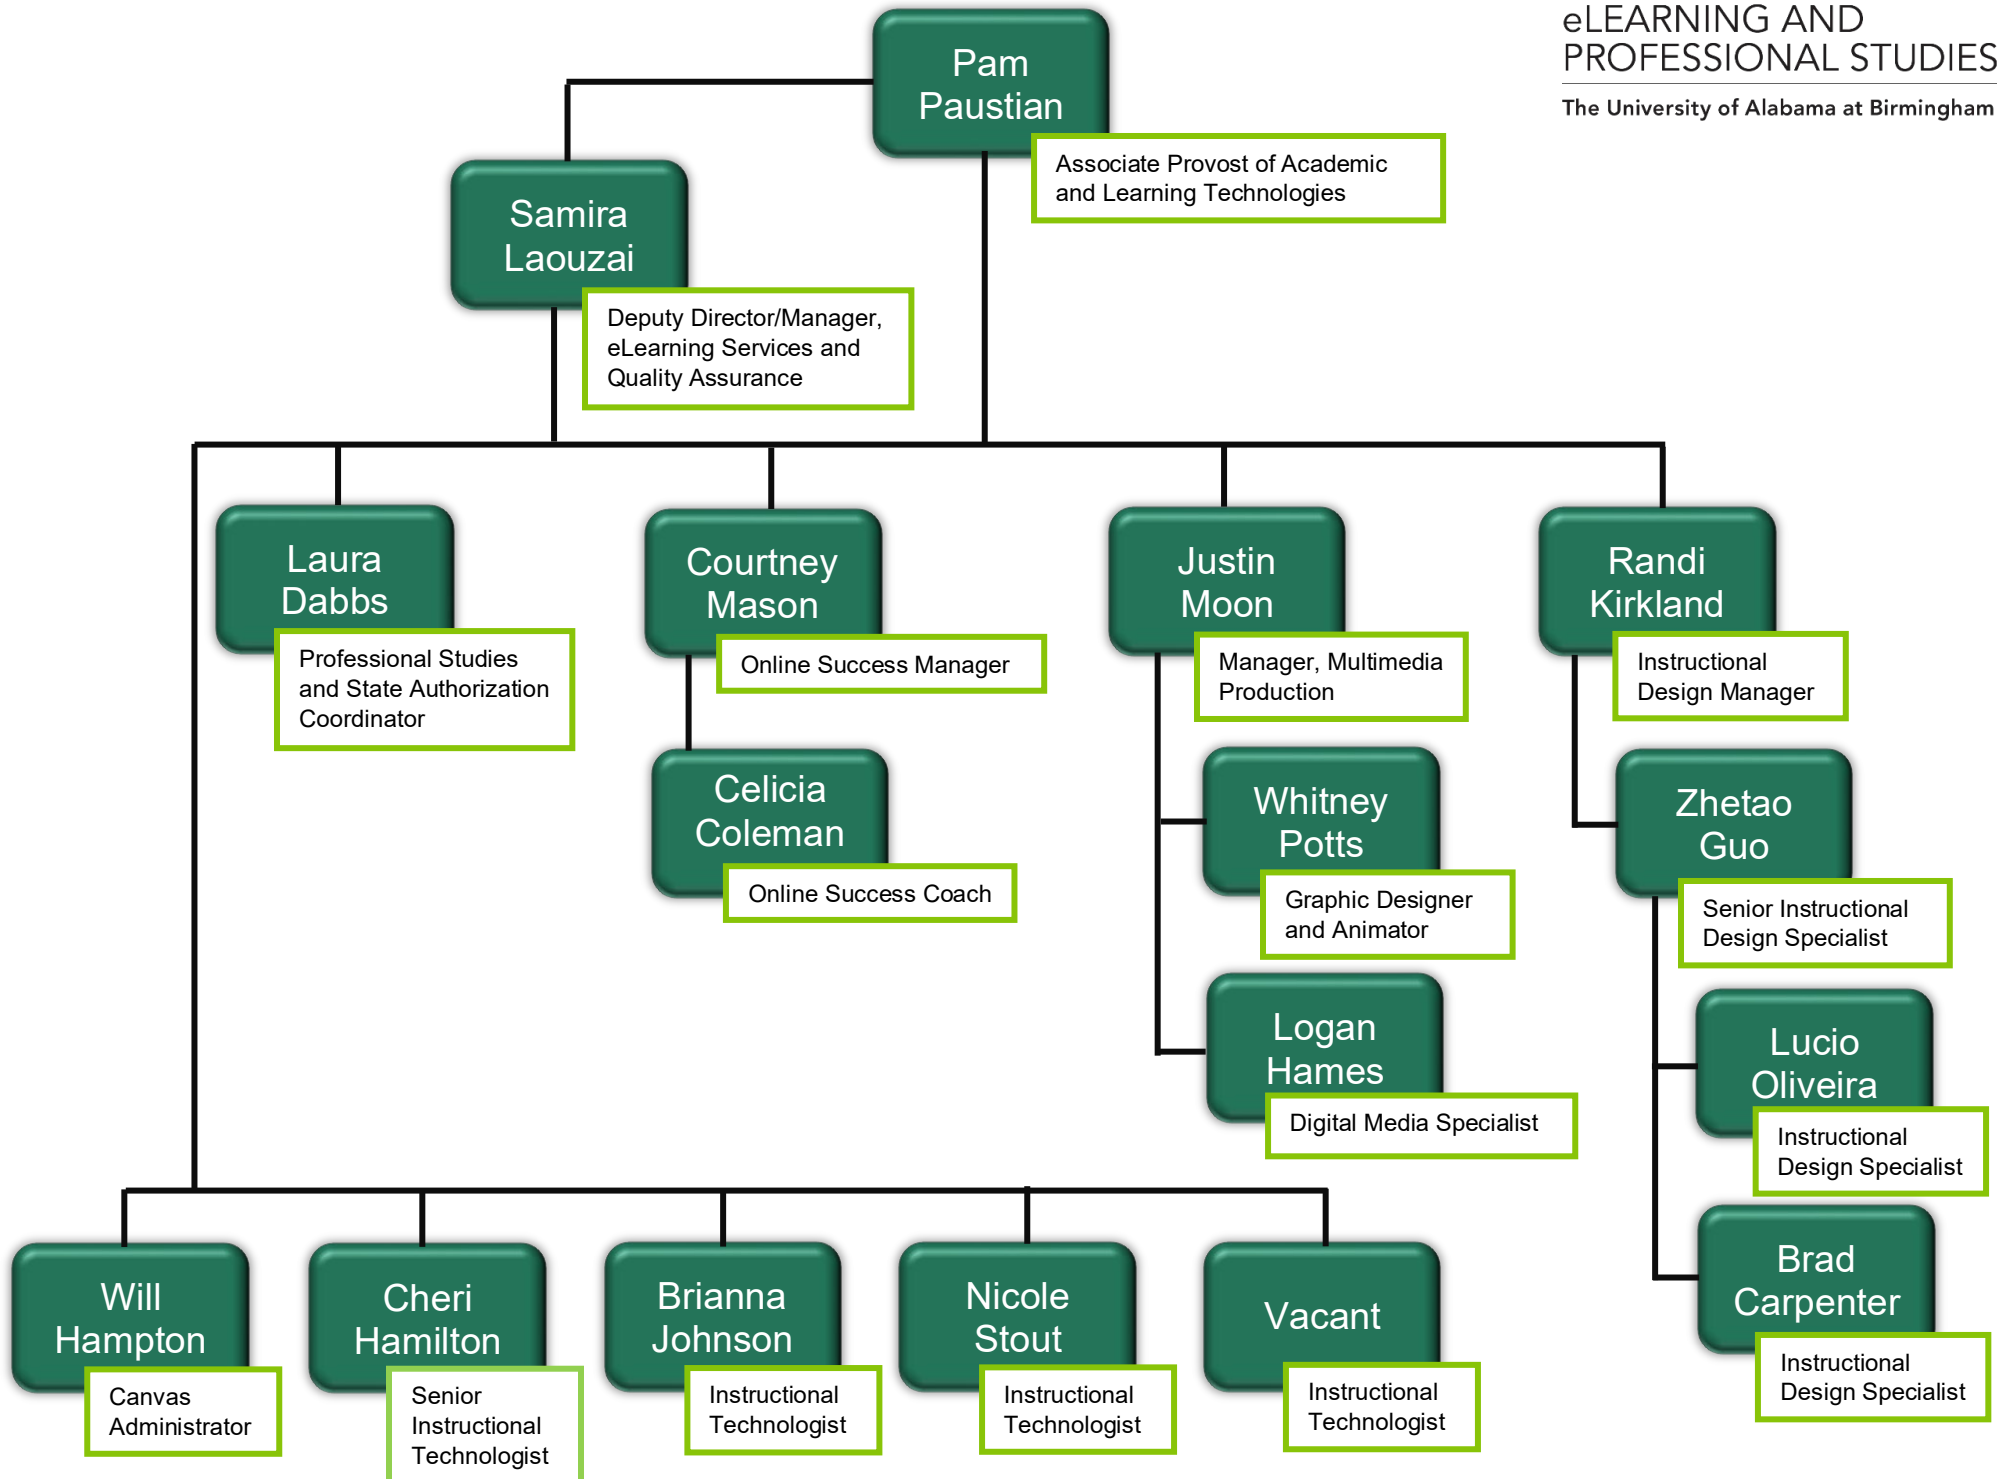 eLEARNING AND
PROFESSIONAL STUDIES
The University of Alabama at Birmingham
Pam
Paustian
Associate Provost of Academic
and Learning Technologies
Samira
Laouzai
Deputy Director/Manager,
eLearning Services and
Quality Assurance
Laura
Dabbs
Professional Studies
and State Authorization
Coordinator
Courtney
Mason
Online Success Manager
Celicia
Coleman
Online Success Coach
Justin
Moon
Manager, Multimedia
Production
Whitney
Potts
Graphic Designer
and Animator
Logan
Hames
Digital Media Specialist
Randi
Kirkland
Instructional
Design Manager
Zhetao
Guo
Senior Instructional
Design Specialist
Lucio
Oliveira
Instructional
Design Specialist
Brad
Carpenter
Instructional
Design Specialist
Will
Hampton
Canvas
Administrator
Cheri
Hamilton
Senior
Instructional
Technologist
Brianna
Johnson
Instructional
Technologist
Nicole
Stout
Instructional
Technologist
Vacant
Instructional
Technologist